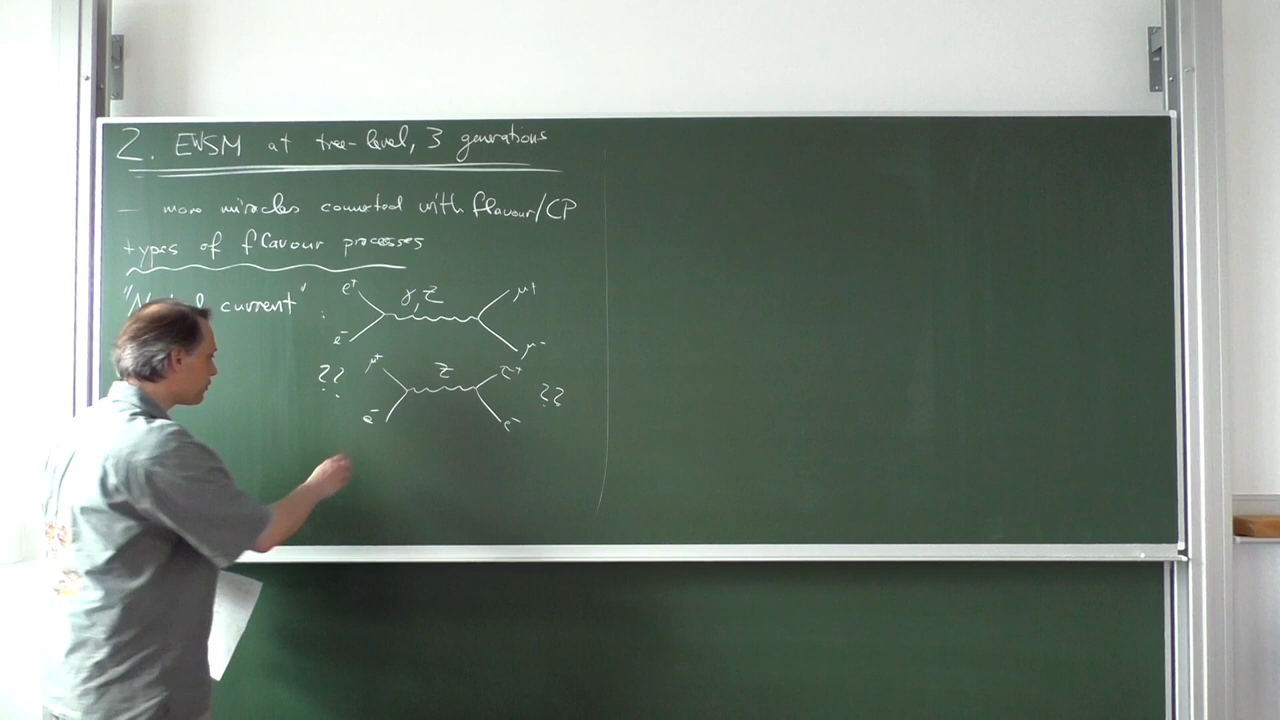 2. EWSM at tree-level, 3 generations
— more miracles connected with flavour/CP
types of flavour processes
"N l current" :
e+ γ, Z μ+
e- μ-
?? μ+ Z τ+ ??
e- e-